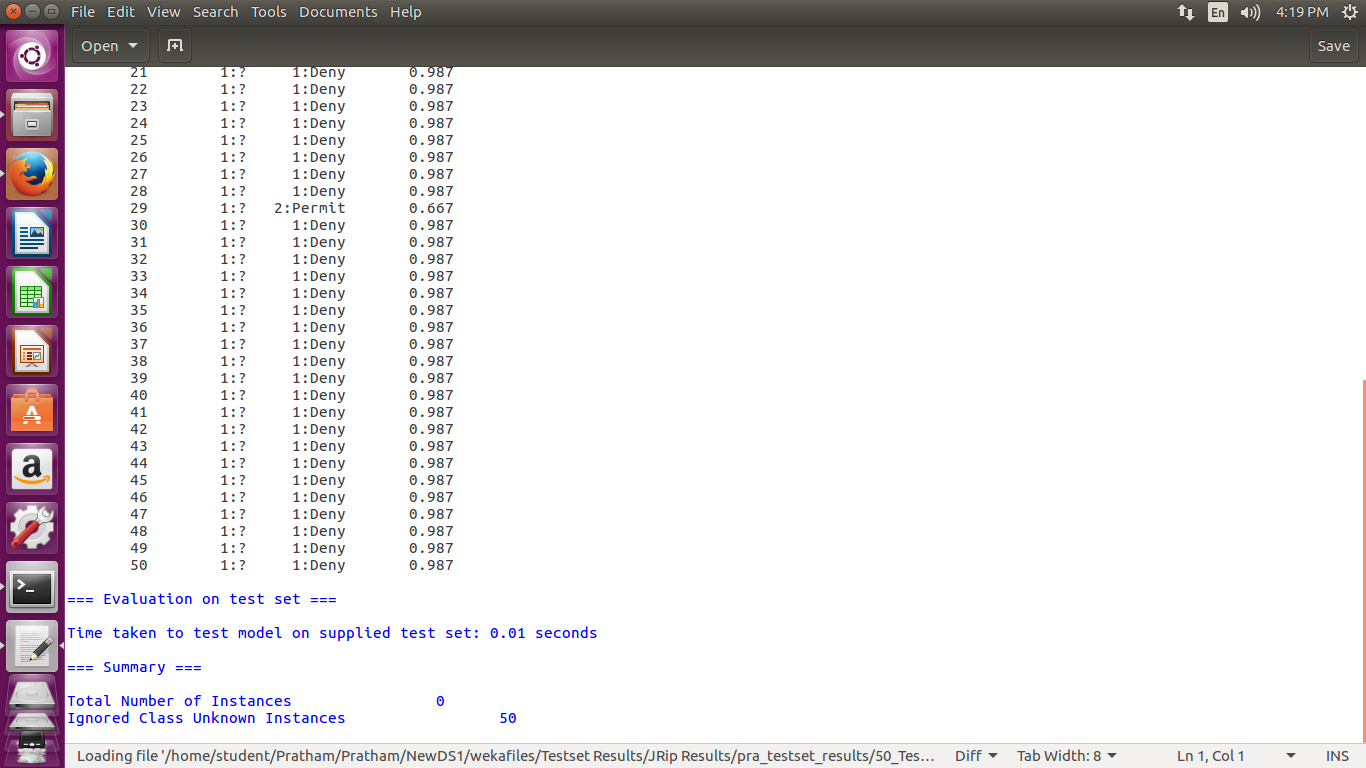 File Edit View Search Tools Documents Help En 4:19 PM
Open Save
21 1:? 1:Deny 0.987
22 1:? 1:Deny 0.987
23 1:? 1:Deny 0.987
24 1:? 1:Deny 0.987
25 1:? 1:Deny 0.987
26 1:? 1:Deny 0.987
27 1:? 1:Deny 0.987
28 1:? 1:Deny 0.987
29 1:? 2:Permit 0.667
30 1:? 1:Deny 0.987
31 1:? 1:Deny 0.987
32 1:? 1:Deny 0.987
33 1:? 1:Deny 0.987
34 1:? 1:Deny 0.987
35 1:? 1:Deny 0.987
36 1:? 1:Deny 0.987
37 1:? 1:Deny 0.987
38 1:? 1:Deny 0.987
39 1:? 1:Deny 0.987
40 1:? 1:Deny 0.987
41 1:? 1:Deny 0.987
42 1:? 1:Deny 0.987
43 1:? 1:Deny 0.987
44 1:? 1:Deny 0.987
45 1:? 1:Deny 0.987
46 1:? 1:Deny 0.987
47 1:? 1:Deny 0.987
48 1:? 1:Deny 0.987
49 1:? 1:Deny 0.987
50 1:? 1:Deny 0.987
=== Evaluation on test set ===
Time taken to test model on supplied test set: 0.01 seconds
=== Summary ===
Total Number of Instances 0
Ignored Class Unknown Instances 50
Loading file '/home/student/Pratham/Pratham/NewDS1/wekafiles/Testset Results/JRip Results/pra_testset_results/50_Tes... Diff Tab Width: 8 Ln 1, Col 1 INS